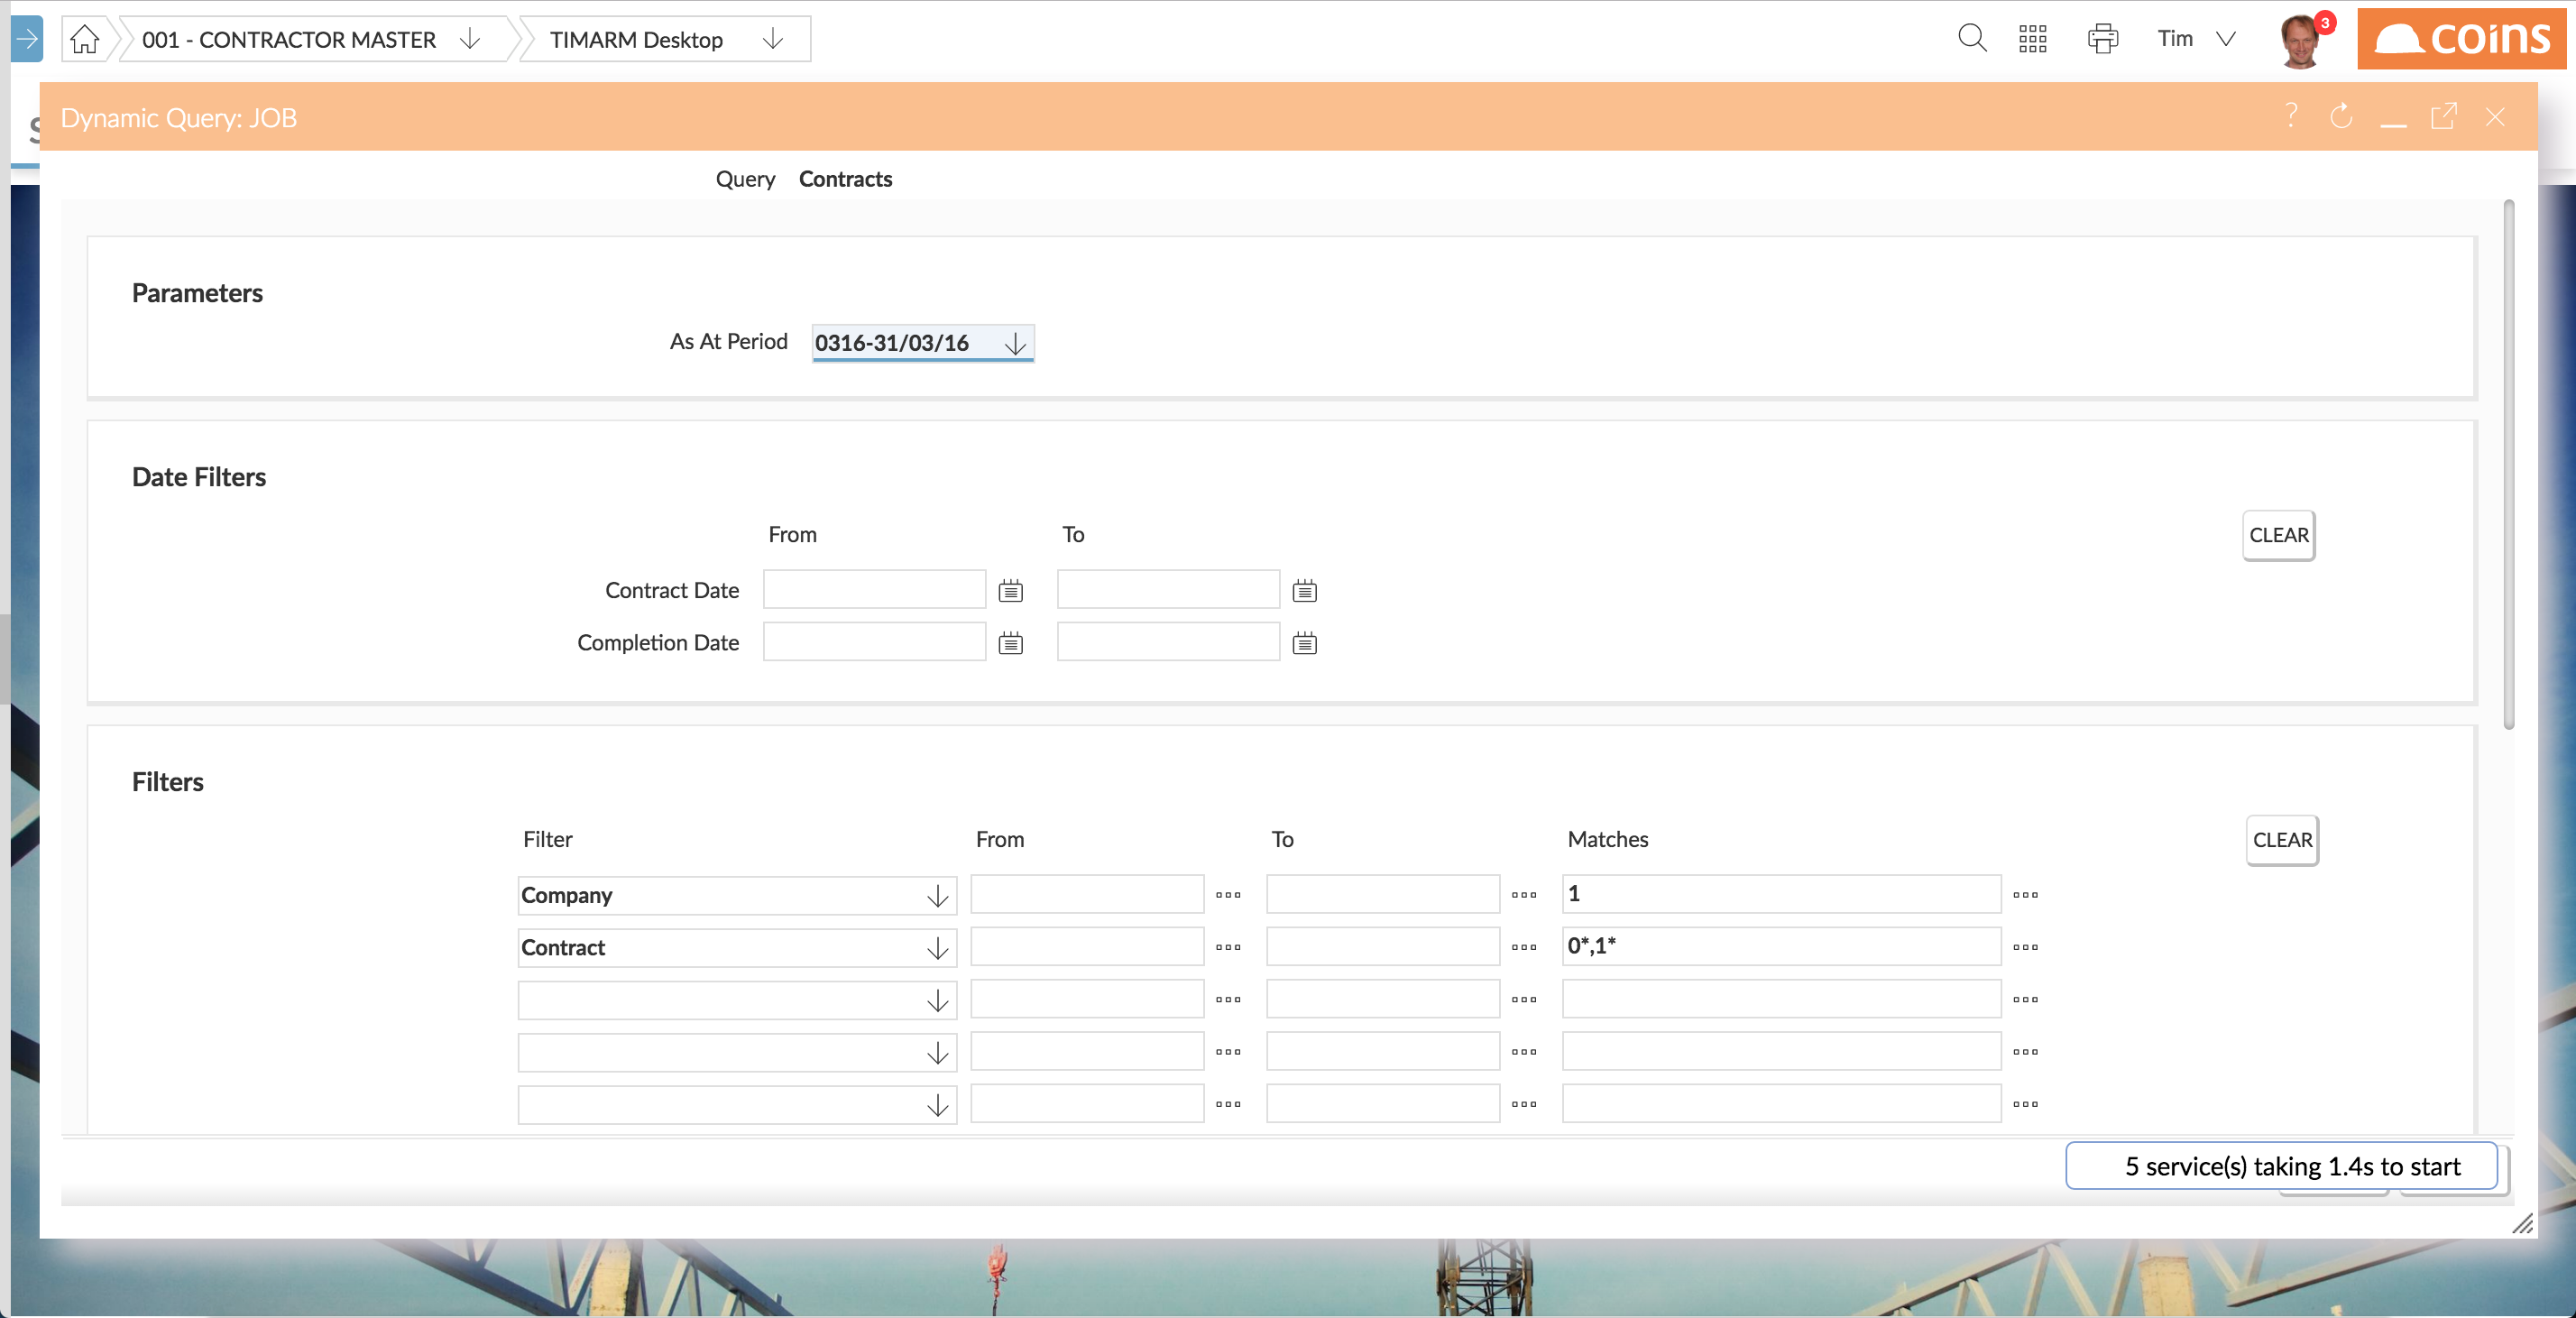 001 - CONTRACTOR MASTER
TIMARM Desktop
Tim
3
coins
Dynamic Query: JOB
?
Query
Contracts
Parameters
As At Period
0316-31/03/16
Date Filters
From
To
CLEAR
Contract Date
Completion Date
Filters
Filter
From
To
Matches
CLEAR
Company
1
Contract
0*,1*
5 service(s) taking 1.4s to start